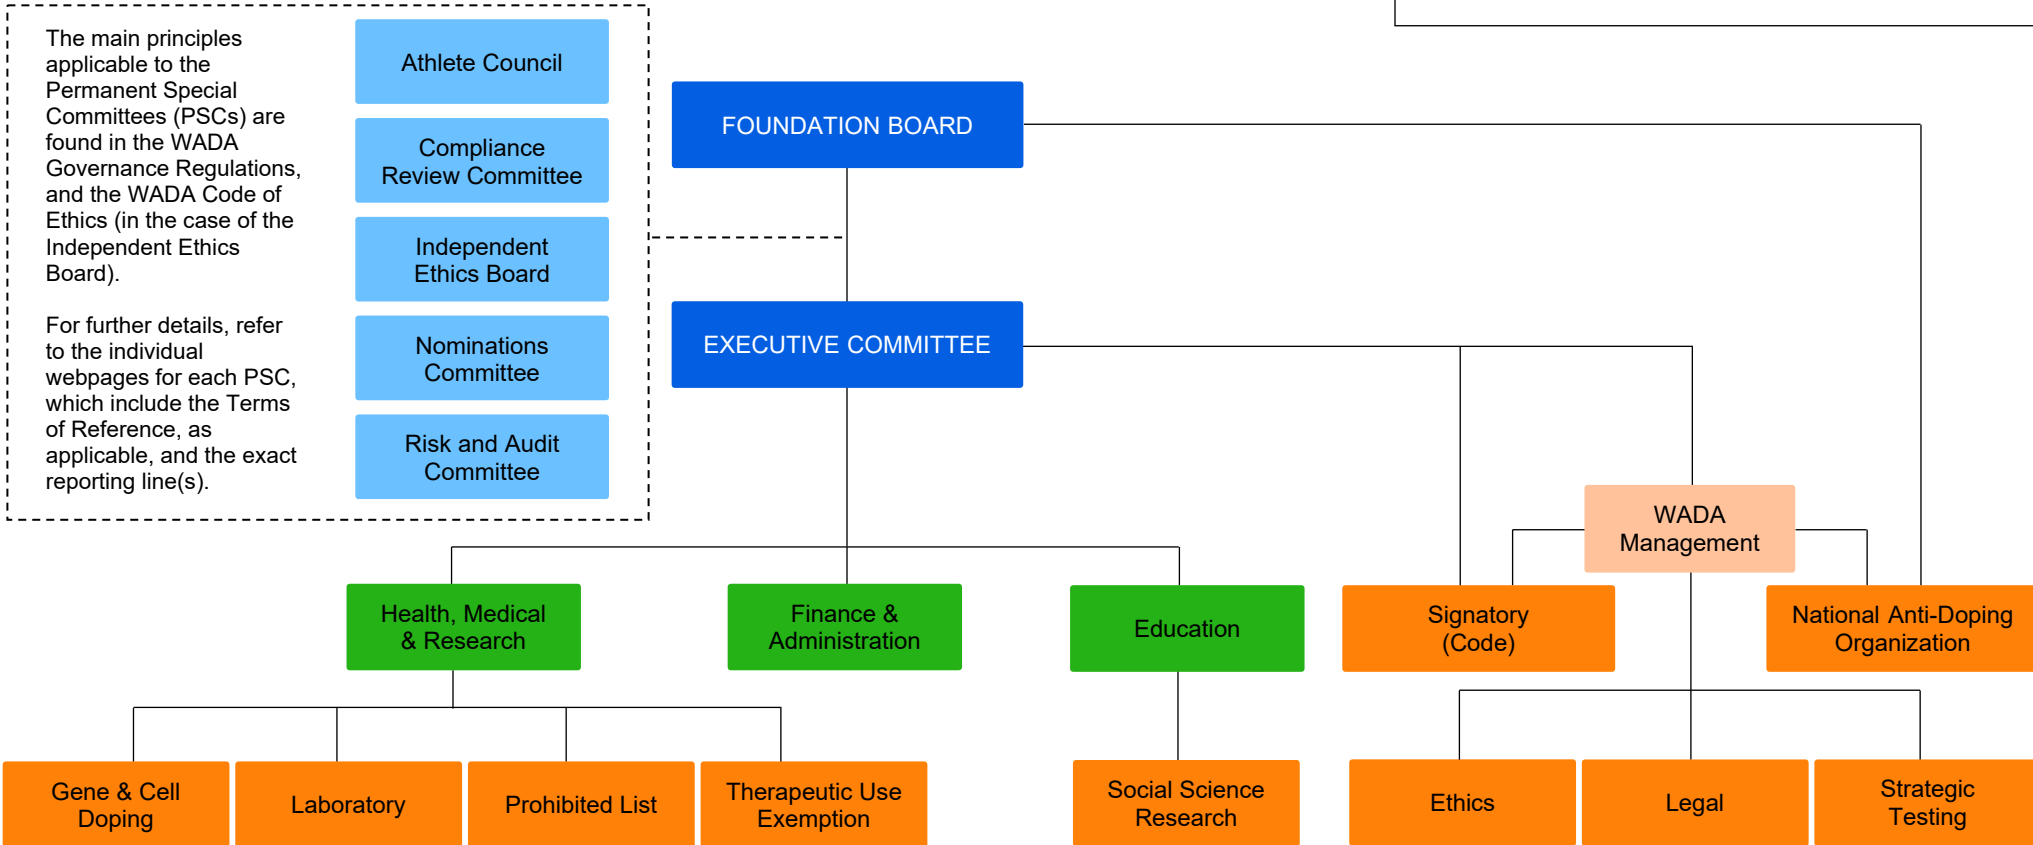 The main principles
applicable to the
Permanent Special
Committees (PSCs) are
found in the WADA
Governance Regulations,
and the WADA Code of
Ethics (in the case of the
Independent Ethics
Board).
For further details, refer
to the individual
webpages for each PSC,
which include the Terms
of Reference, as
applicable, and the exact
reporting line(s).
Athlete Council
Compliance
Review Committee
Independent
Ethics Board
Nominations
Committee
Risk and Audit
Committee
FOUNDATION BOARD
EXECUTIVE COMMITTEE
WADA
Management
Health, Medical
& Research
Finance &
Administration
Education
Signatory
(Code)
National Anti-Doping
Organization
Gene & Cell
Doping
Laboratory
Prohibited List
Therapeutic Use
Exemption
Social Science
Research
Ethics
Legal
Strategic
Testing